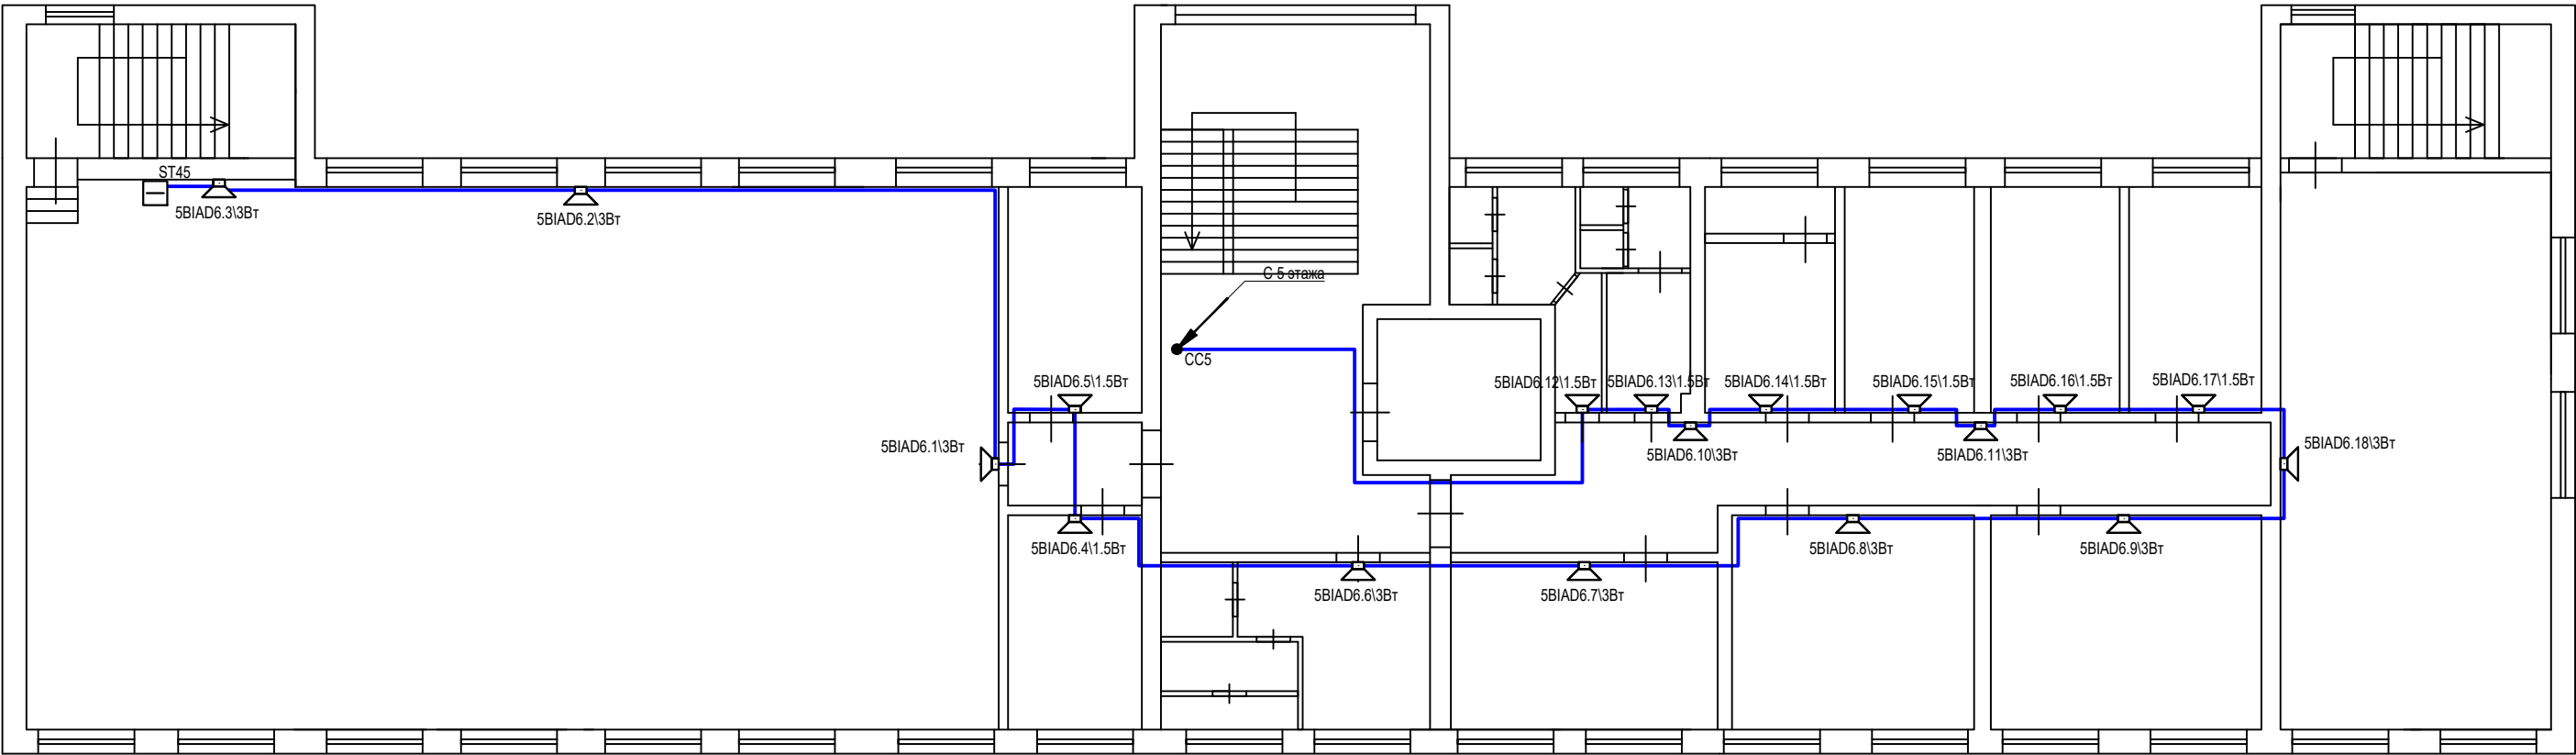 ST45
5BIAD6.3\3Вт
5BIAD6.2\3Вт
С 5 этажа
CC5
5BIAD6.5\1.5Вт
5BIAD6.12\1.5Вт
5BIAD6.13\1.5Вт
5BIAD6.14\1.5Вт
5BIAD6.15\1.5Вт
5BIAD6.16\1.5Вт
5BIAD6.17\1.5Вт
5BIAD6.1\3Вт
5BIAD6.10\3Вт
5BIAD6.11\3Вт
5BIAD6.18\3Вт
5BIAD6.4\1.5Вт
5BIAD6.8\3Вт
5BIAD6.9\3Вт
5BIAD6.6\3Вт
5BIAD6.7\3Вт